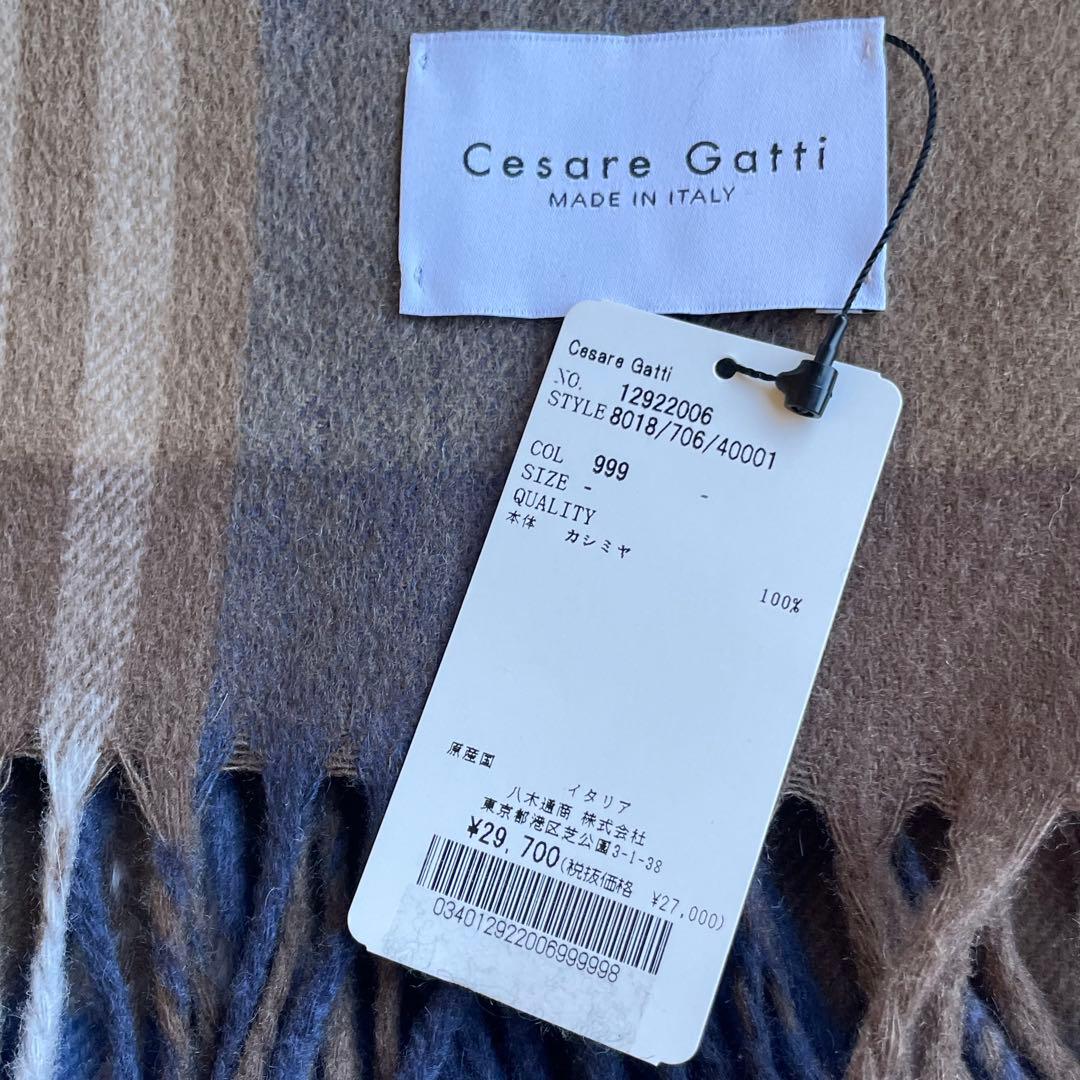 Cesare Gatti
MADE IN ITALY
Cesare Gatti
NO. 12922006
STYLE 8018/706/40001
COL 999
SIZE - -
QUALITY
本体 カシミヤ
100%
原産国
イタリア
八木通商 株式会社
東京都港区芝公園3-1-38
¥29,700(税抜価格 ¥27,000)
034012922006999998